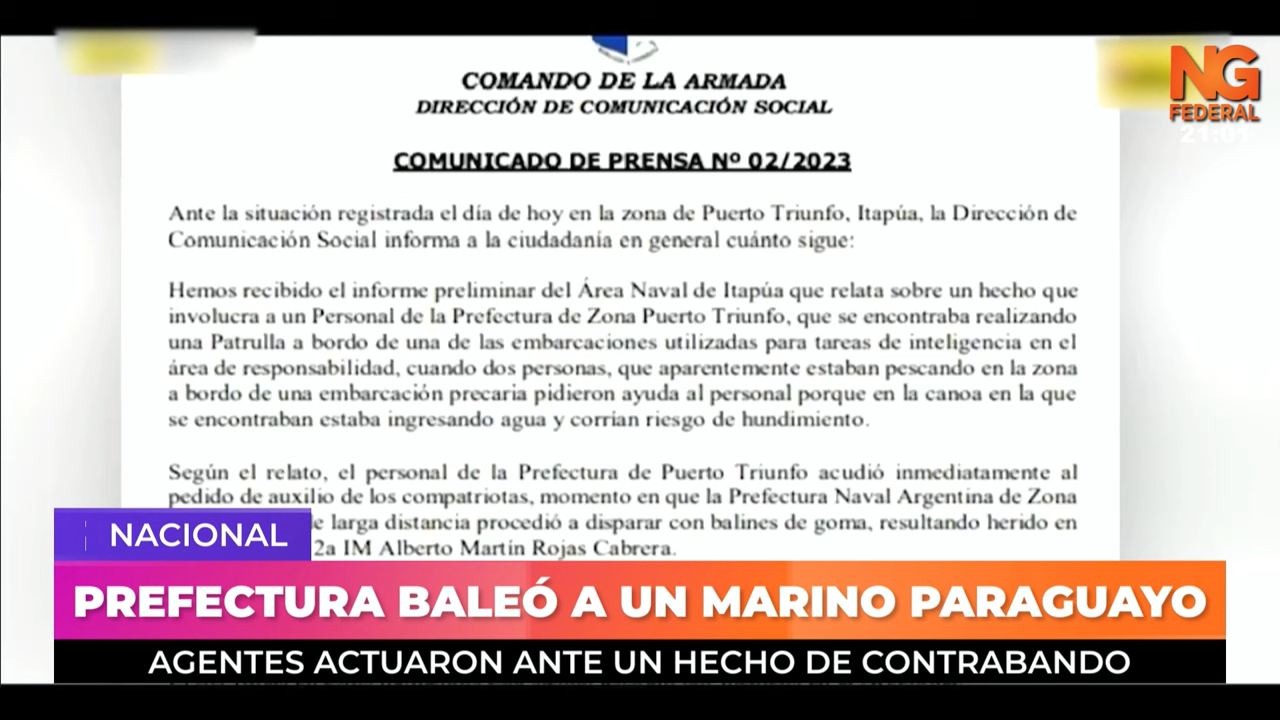 COMANDO DE LA ARMADA
DIRECCIÓN DE COMUNICACIÓN SOCIAL
NG
FEDERAL
21:01
COMUNICADO DE PRENSA Nº 02/2023
Ante la situación registrada el día de hoy en la zona de Puerto Triunfo, Itapúa, la Dirección de
Comunicación Social informa a la ciudadanía en general cuánto sigue:
Hemos recibido el informe preliminar del Área Naval de Itapúa que relata sobre un hecho que
involucra a un Personal de la Prefectura de Zona Puerto Triunfo, que se encontraba realizando
una Patrulla a bordo de una de las embarcaciones utilizadas para tareas de inteligencia en el
área de responsabilidad, cuando dos personas, que aparentemente estaban pescando en la zona
a bordo de una embarcación precaria pidieron ayuda al personal porque en la canoa en la que
se encontraban estaba ingresando agua y corrían riesgo de hundimiento.
Según el relato, el personal de la Prefectura de Puerto Triunfo acudió inmediatamente al
pedido de auxilio de los compatriotas, momento en que la Prefectura Naval Argentina de Zona
larga distancia procedió a disparar con balines de goma, resultando herido en
2a IM Alberto Martín Rojas Cabrera.
NACIONAL
PREFECTURA BALEÓ A UN MARINO PARAGUAYO
AGENTES ACTUARON ANTE UN HECHO DE CONTRABANDO